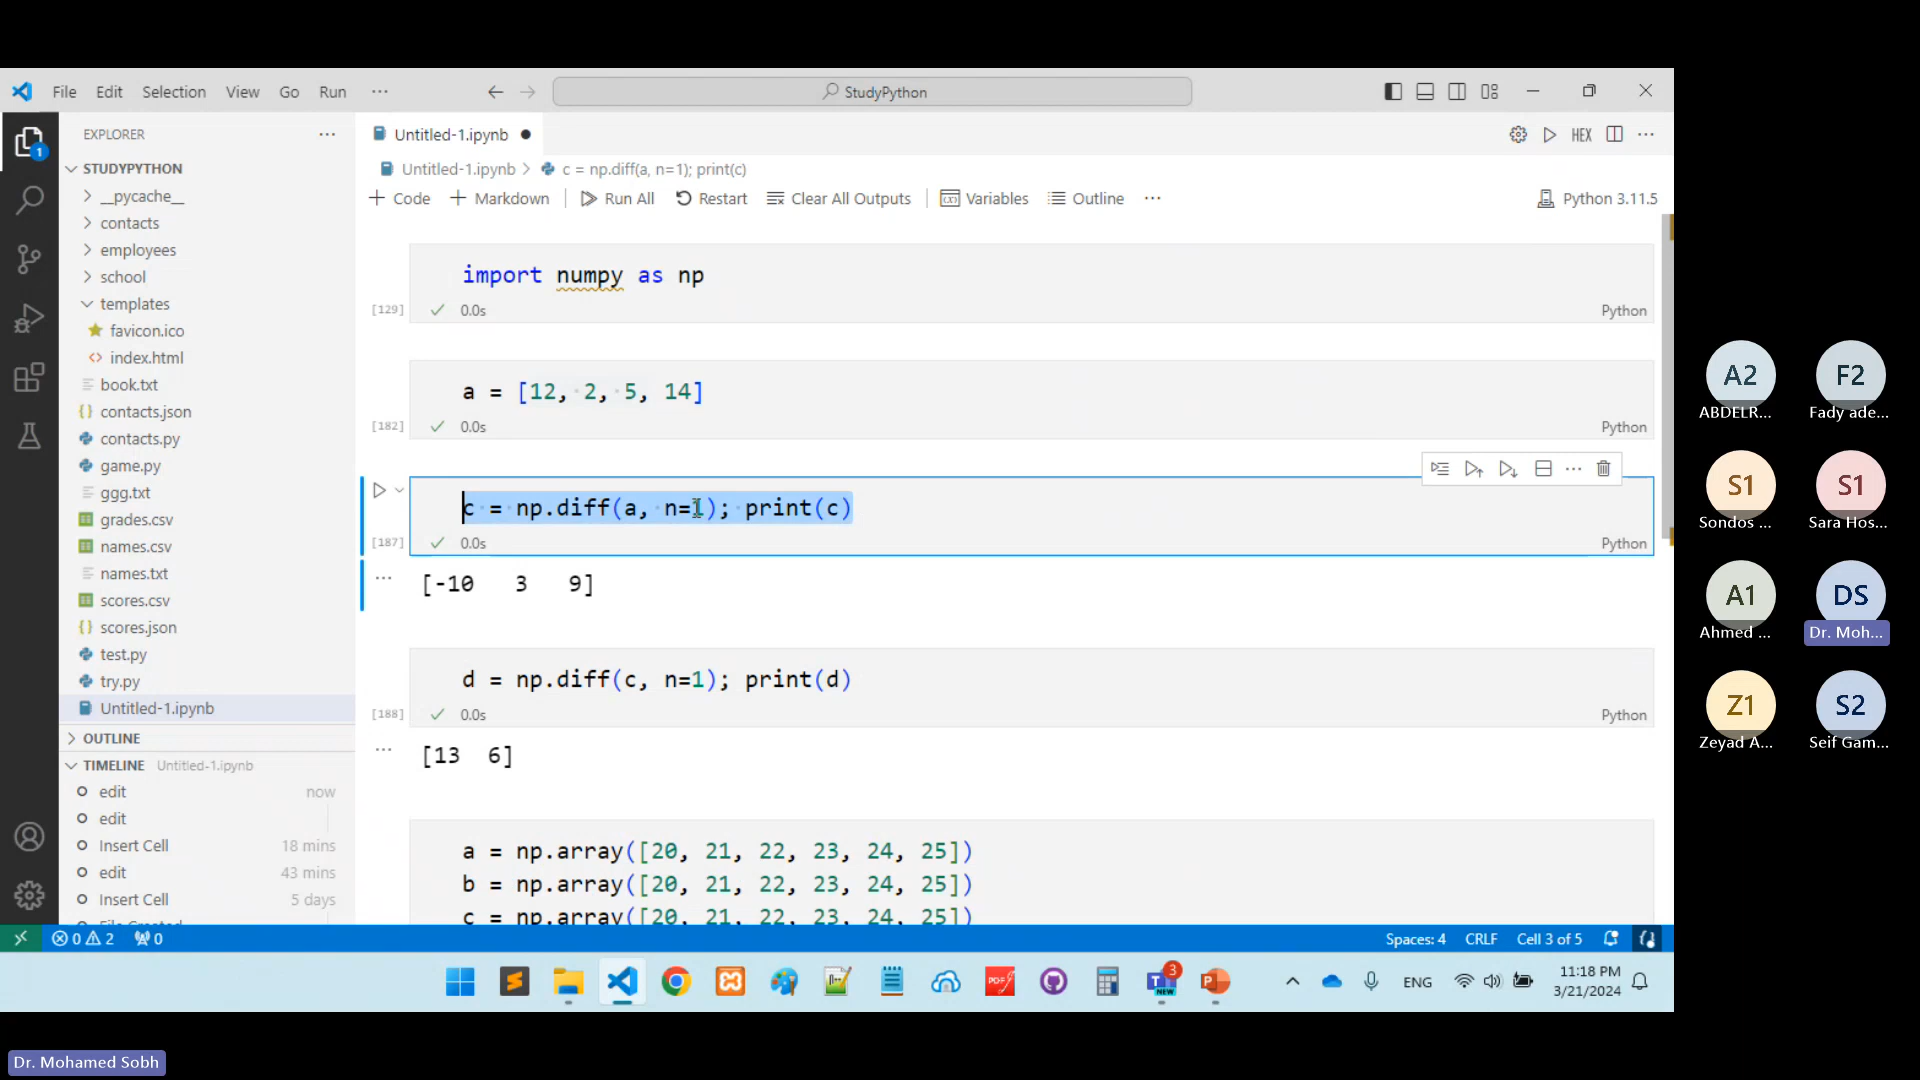 File Edit Selection View Go Run ···
StudyPython
EXPLORER
STUDYPYTHON
__pycache__
contacts
employees
school
templates
favicon.ico
index.html
book.txt
contacts.json
contacts.py
game.py
ggg.txt
grades.csv
names.csv
names.txt
scores.csv
scores.json
test.py
try.py
Untitled-1.ipynb
OUTLINE
TIMELINE Untitled-1.ipynb
edit now
edit
Insert Cell 18 mins
edit 43 mins
Insert Cell 5 days
Untitled-1.ipynb
HEX
Untitled-1.ipynb > c = np.diff(a, n=1); print(c)
+ Code + Markdown Run All Restart Clear All Outputs Variables Outline ··· Python 3.11.5
import numpy as np
[129] 0.0s Python
a = [12, 2, 5, 14]
[182] 0.0s Python
c = np.diff(a, n=1); print(c)
[187] 0.0s Python
[-10 3 9]
d = np.diff(c, n=1); print(d)
[188] 0.0s Python
[13 6]
a = np.array([20, 21, 22, 23, 24, 25])
b = np.array([20, 21, 22, 23, 24, 25])
c = np.array([20, 21, 22, 23, 24, 25])
0 2 0 Spaces: 4 CRLF Cell 3 of 5
ENG 11:18 PM
3/21/2024
A2 F2
ABDELR... Fady ade...
S1 S1
Sondos ... Sara Hos...
A1 DS
Ahmed ... Dr. Moh...
Z1 S2
Zeyad A... Seif Gam...
Dr. Mohamed Sobh